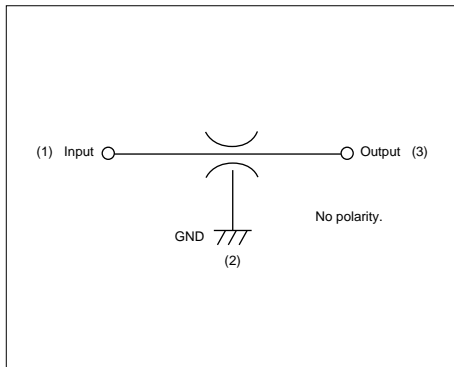 (1) Input Output (3)
No polarity.
GND
(2)